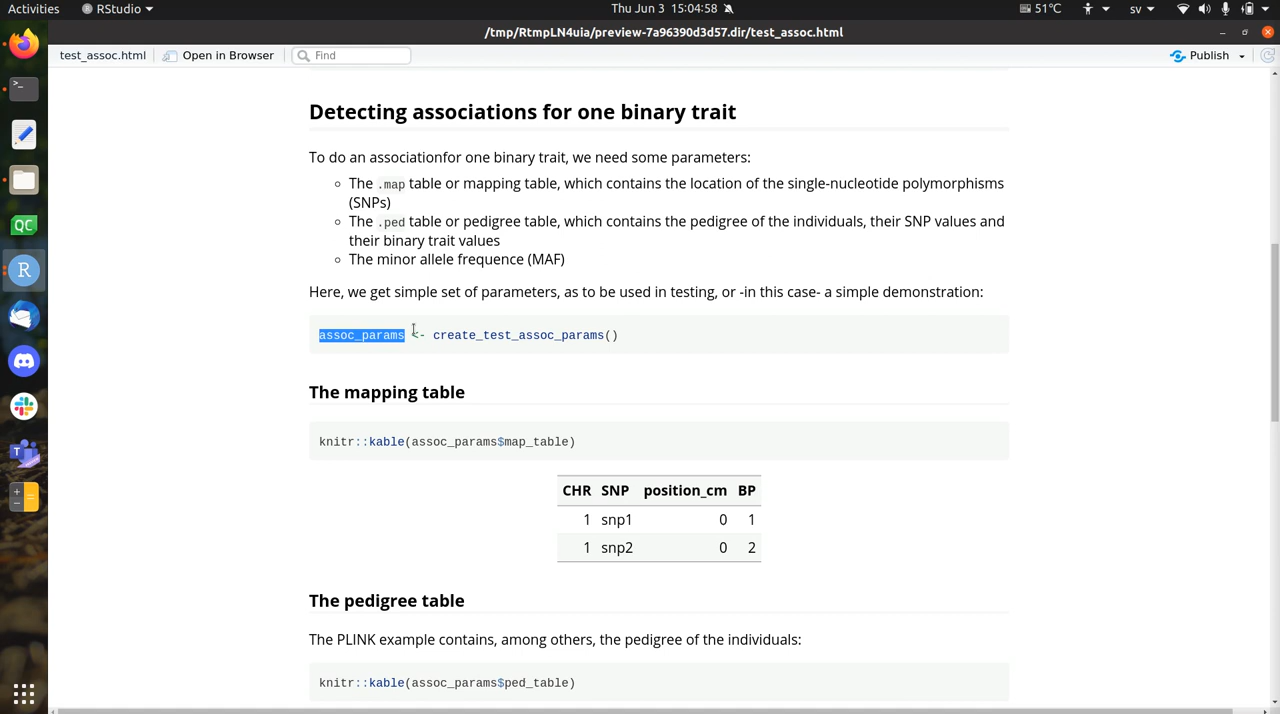 Activities RStudio Thu Jun 3 15:04:58 51°C sv
/tmp/RtmpLN4uia/preview-7a96390d3d57.dir/test_assoc.html
test_assoc.html Open in Browser Find Publish
Detecting associations for one binary trait
To do an associationfor one binary trait, we need some parameters:
The .map table or mapping table, which contains the location of the single-nucleotide polymorphisms
(SNPs)
The .ped table or pedigree table, which contains the pedigree of the individuals, their SNP values and
their binary trait values
The minor allele frequence (MAF)
Here, we get simple set of parameters, as to be used in testing, or -in this case- a simple demonstration:
assoc_params <- create_test_assoc_params()
The mapping table
knitr::kable(assoc_params$map_table)
CHR SNP position_cm BP
1 snp1 0 1
1 snp2 0 2
The pedigree table
The PLINK example contains, among others, the pedigree of the individuals:
knitr::kable(assoc_params$ped_table)
QC
R
T